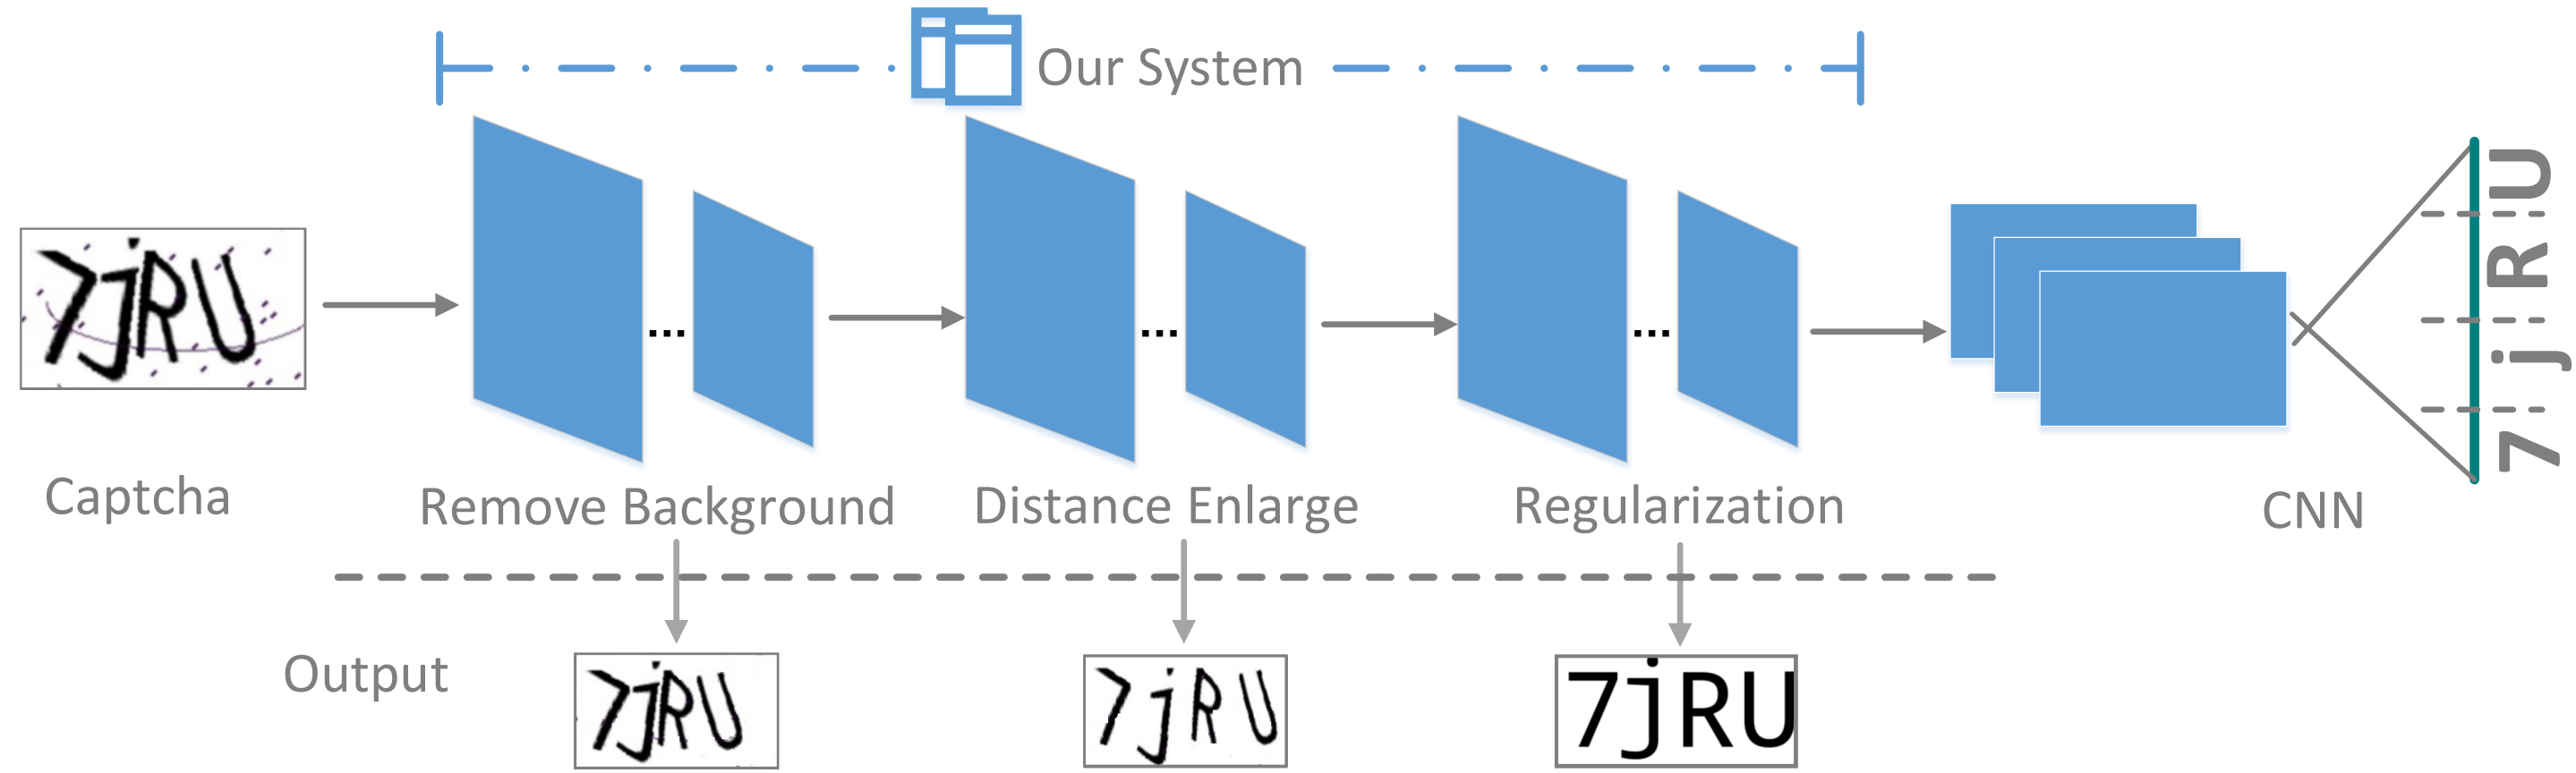 Our System
7jRU
Captcha
...
...
...
Remove Background
Distance Enlarge
Regularization
CNN
7 j R U
Output
7jRU
7jRU
7jRU